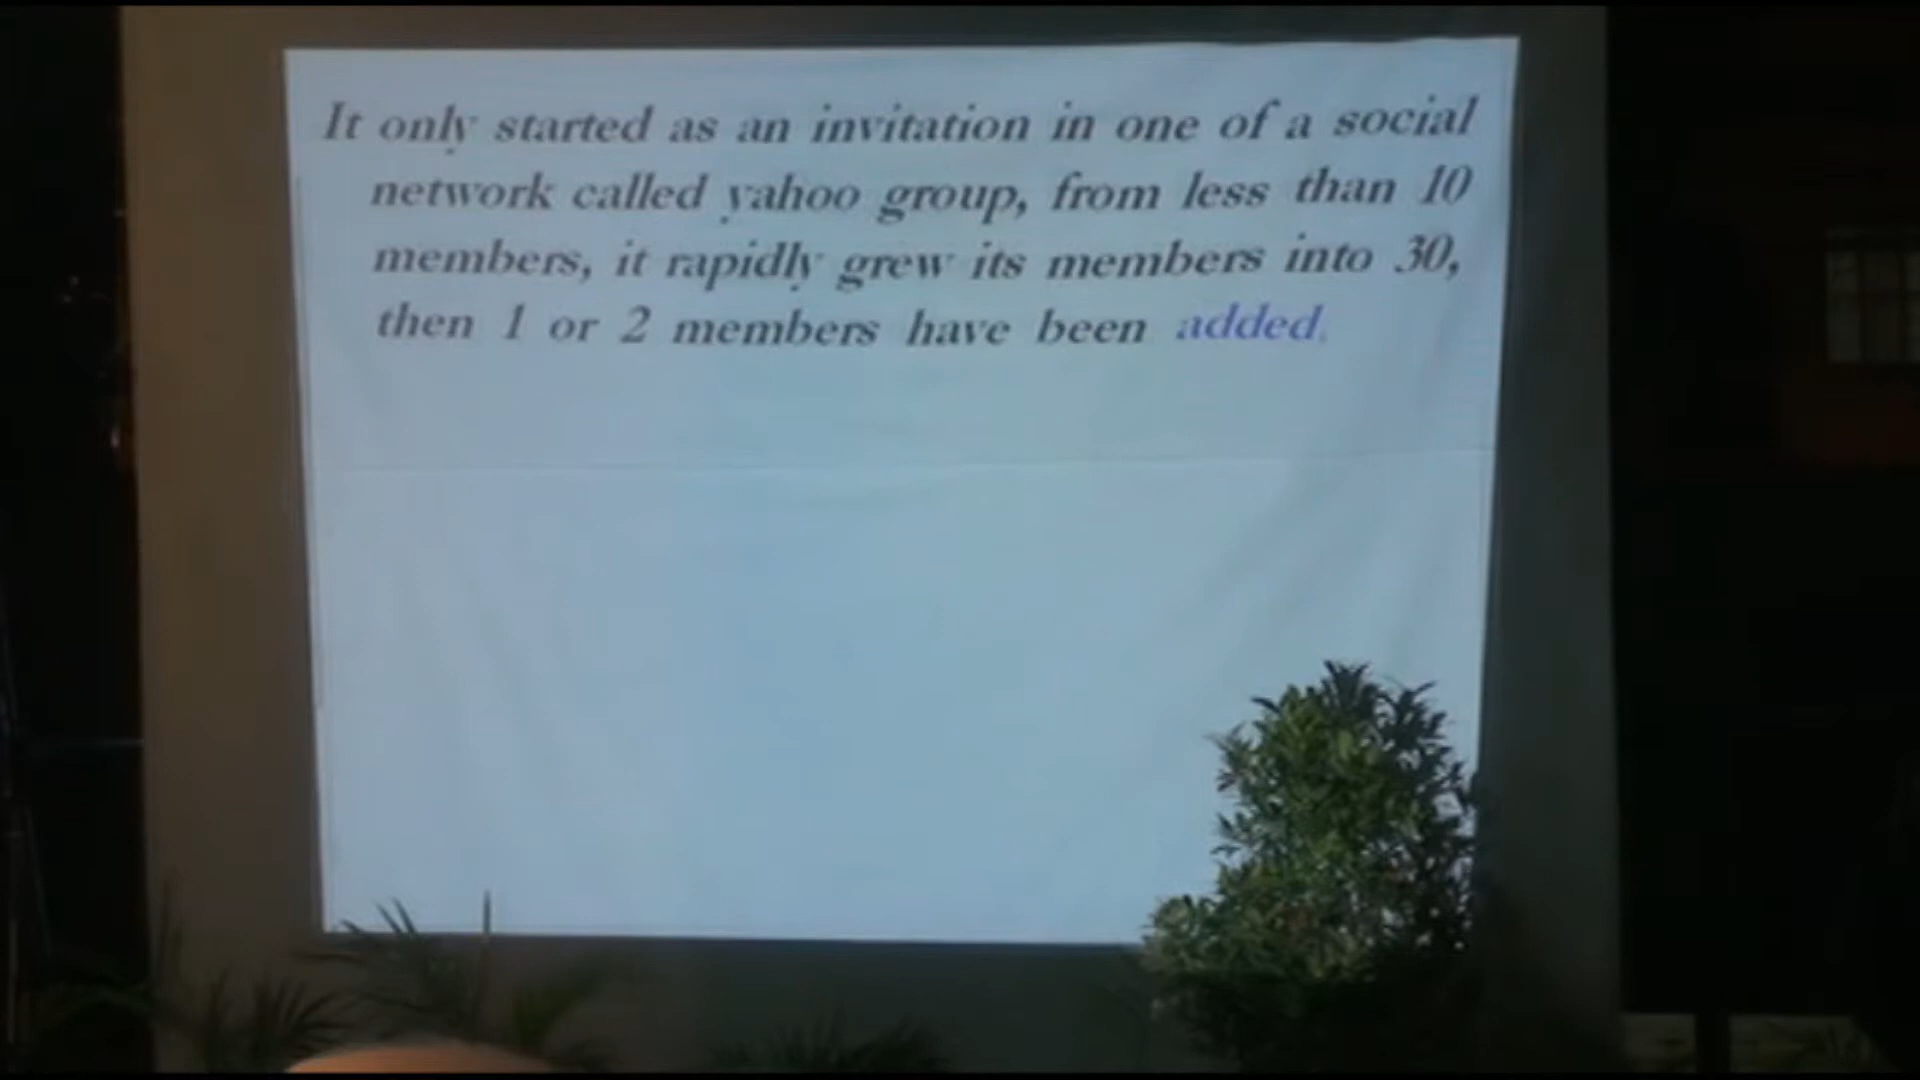 It only started as an invitation in one of a social
network called yahoo group, from less than 10
members, it rapidly grew its members into 30,
then 1 or 2 members have been added.